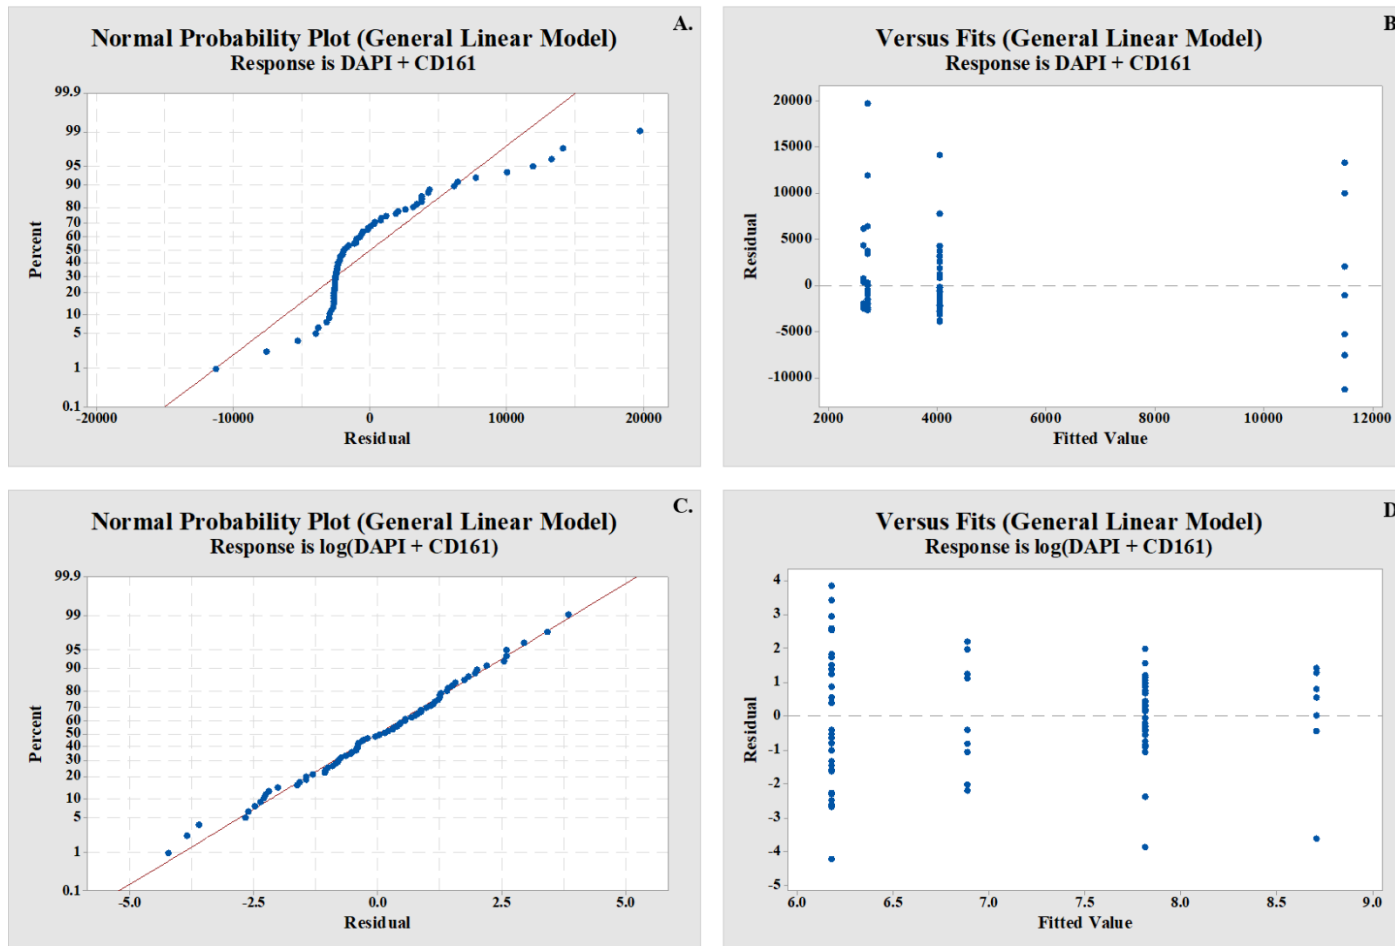 A.
Normal Probability Plot (General Linear Model)
Response is DAPI + CD161
99.9
99
95
90
80
70
60
50
40
30
20
10
5
1
0.1
Percent
-20000 -10000 0 10000 20000
Residual
B
Versus Fits (General Linear Model)
Response is DAPI + CD161
20000
15000
10000
5000
0
-5000
-10000
Residual
2000 4000 6000 8000 10000 12000
Fitted Value
C.
Normal Probability Plot (General Linear Model)
Response is log(DAPI + CD161)
99.9
99
95
90
80
70
60
50
40
30
20
10
5
1
0.1
Percent
-5.0 -2.5 0.0 2.5 5.0
Residual
D
Versus Fits (General Linear Model)
Response is log(DAPI + CD161)
4
3
2
1
0
-1
-2
-3
-4
-5
Residual
6.0 6.5 7.0 7.5 8.0 8.5 9.0
Fitted Value